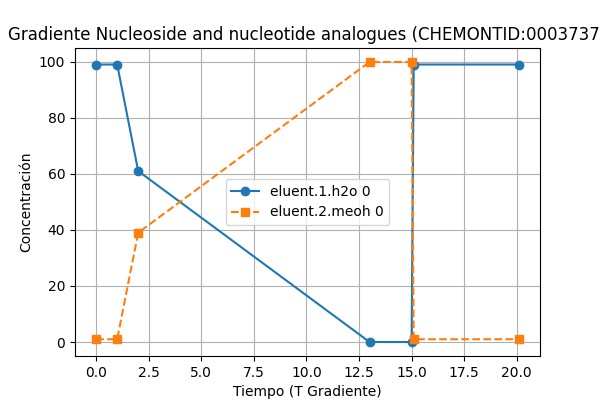 Gradiente Nucleoside and nucleotide analogues (CHEMONTID:0003737
100
80
60
40
20
0
Concentración
eluent.1.h2o 0
eluent.2.meoh 0
0.0 2.5 5.0 7.5 10.0 12.5 15.0 17.5 20.0
Tiempo (T Gradiente)